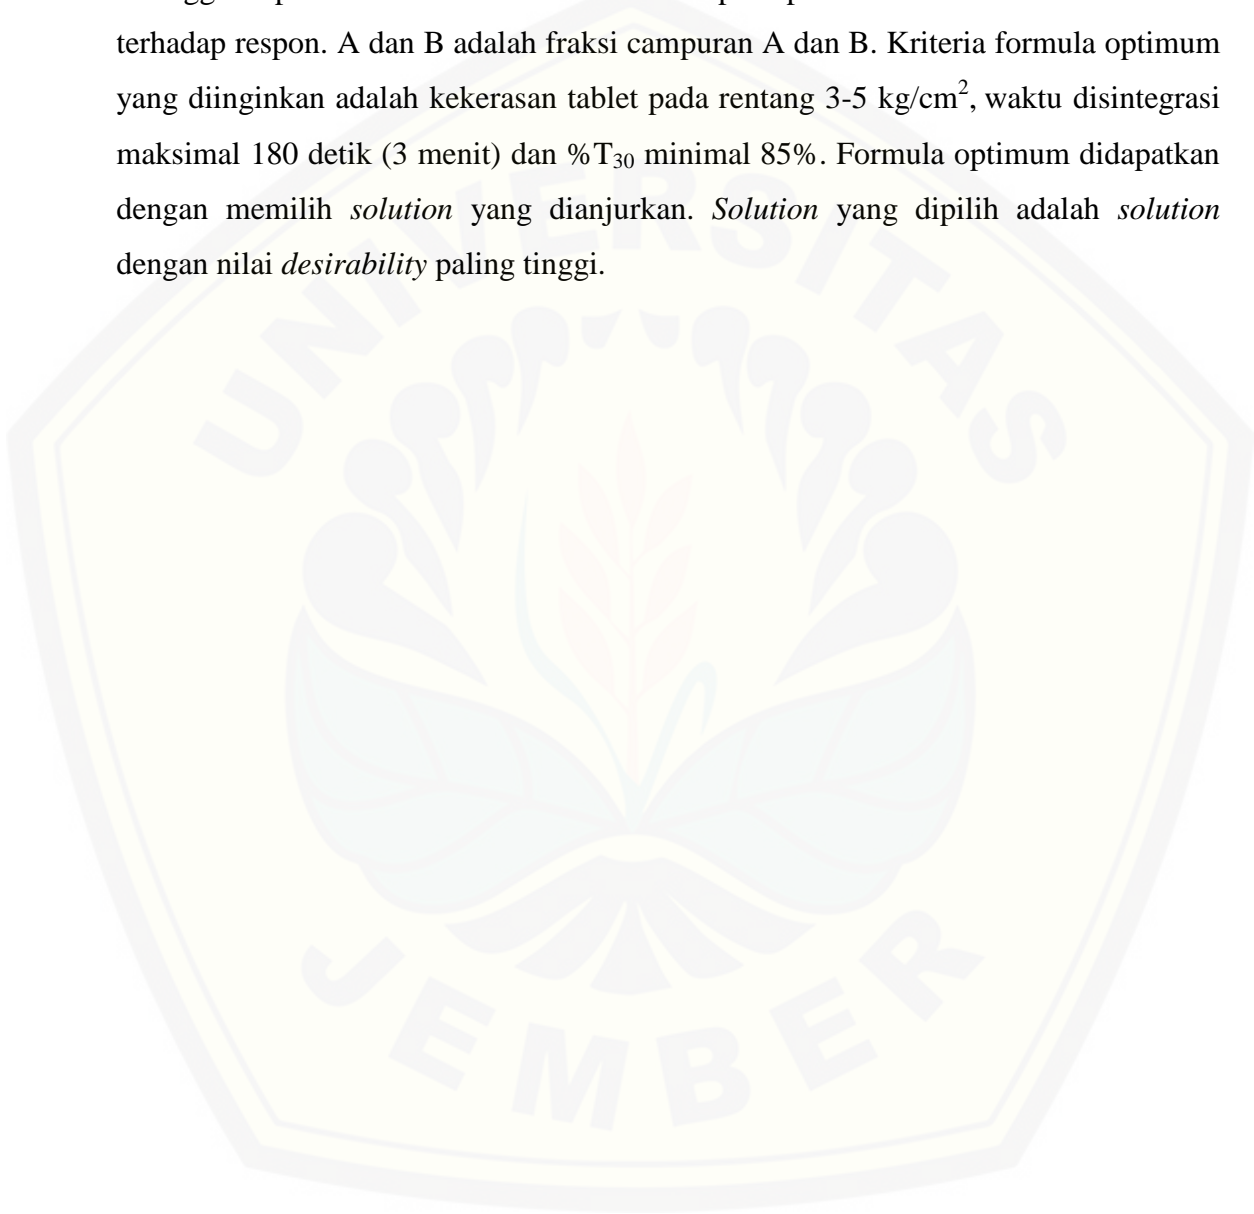 terhadap respon. A dan B adalah fraksi campuran A dan B. Kriteria formula optimum
yang diinginkan adalah kekerasan tablet pada rentang 3-5 kg/cm², waktu disintegrasi
maksimal 180 detik (3 menit) dan %T₃₀ minimal 85%. Formula optimum didapatkan
dengan memilih solution yang dianjurkan. Solution yang dipilih adalah solution
dengan nilai desirability paling tinggi.
UNIVERSITAS
JEMBER